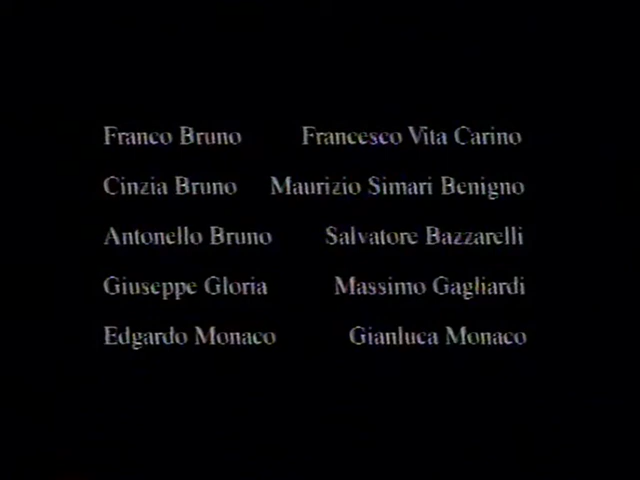 Franco Bruno Francesco Vita Carino
Cinzia Bruno Maurizio Simari Benigno
Antonello Bruno Salvatore Bazzarelli
Giuseppe Gloria Massimo Gagliardi
Edgardo Monaco Gianluca Monaco